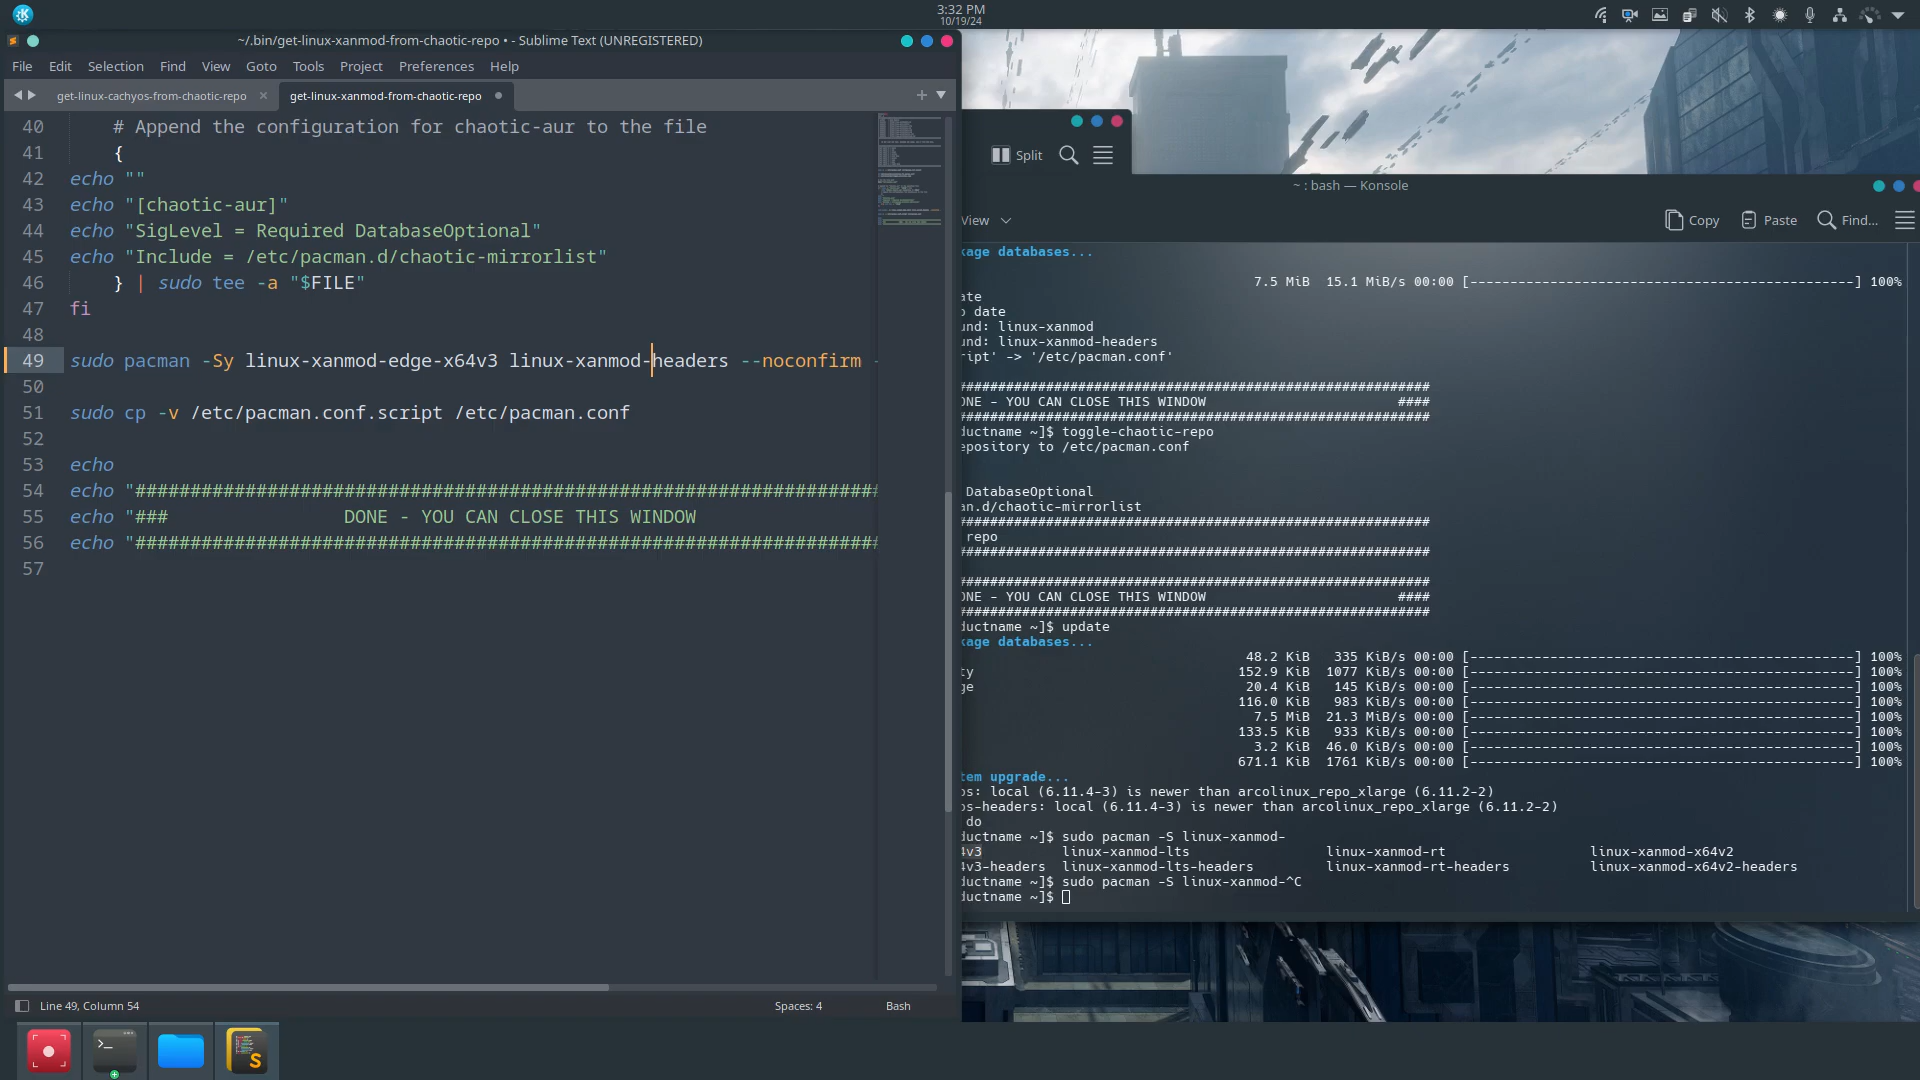 3:32 PM
10/19/24
~/.bin/get-linux-xanmod-from-chaotic-repo • - Sublime Text (UNREGISTERED)
File Edit Selection Find View Goto Tools Project Preferences Help
get-linux-cachyos-from-chaotic-repo
get-linux-xanmod-from-chaotic-repo
40 # Append the configuration for chaotic-aur to the file
41 {
42 echo ""
43 echo "[chaotic-aur]"
44 echo "SigLevel = Required DatabaseOptional"
45 echo "Include = /etc/pacman.d/chaotic-mirrorlist"
46 } | sudo tee -a "$FILE"
47 fi
48
49 sudo pacman -Sy linux-xanmod-edge-x64v3 linux-xanmod-headers --noconfirm -
50
51 sudo cp -v /etc/pacman.conf.script /etc/pacman.conf
52
53 echo
54 echo "####################################################################
55 echo "### DONE - YOU CAN CLOSE THIS WINDOW
56 echo "####################################################################
57
Line 49, Column 54
Spaces: 4
Bash
Split
~ : bash — Konsole
View
Copy
Paste
Find...
kage databases...
7.5 MiB 15.1 MiB/s 00:00 [------------------------------------------------] 100%
ate
o date
und: linux-xanmod
und: linux-xanmod-headers
ript' -> '/etc/pacman.conf'
###########################################################
ONE - YOU CAN CLOSE THIS WINDOW ####
###########################################################
ductname ~]$ toggle-chaotic-repo
epository to /etc/pacman.conf
DatabaseOptional
an.d/chaotic-mirrorlist
###########################################################
repo
###########################################################
###########################################################
ONE - YOU CAN CLOSE THIS WINDOW ####
###########################################################
ductname ~]$ update
kage databases...
48.2 KiB 335 KiB/s 00:00 [------------------------------------------------] 100%
ty 152.9 KiB 1077 KiB/s 00:00 [------------------------------------------------] 100%
ge 20.4 KiB 145 KiB/s 00:00 [------------------------------------------------] 100%
116.0 KiB 983 KiB/s 00:00 [------------------------------------------------] 100%
7.5 MiB 21.3 MiB/s 00:00 [------------------------------------------------] 100%
133.5 KiB 933 KiB/s 00:00 [------------------------------------------------] 100%
3.2 KiB 46.0 KiB/s 00:00 [------------------------------------------------] 100%
671.1 KiB 1761 KiB/s 00:00 [------------------------------------------------] 100%
tem upgrade...
os: local (6.11.4-3) is newer than arcolinux_repo_xlarge (6.11.2-2)
os-headers: local (6.11.4-3) is newer than arcolinux_repo_xlarge (6.11.2-2)
do
ductname ~]$ sudo pacman -S linux-xanmod-
4v3 linux-xanmod-lts linux-xanmod-rt linux-xanmod-x64v2
4v3-headers linux-xanmod-lts-headers linux-xanmod-rt-headers linux-xanmod-x64v2-headers
ductname ~]$ sudo pacman -S linux-xanmod-^C
ductname ~]$